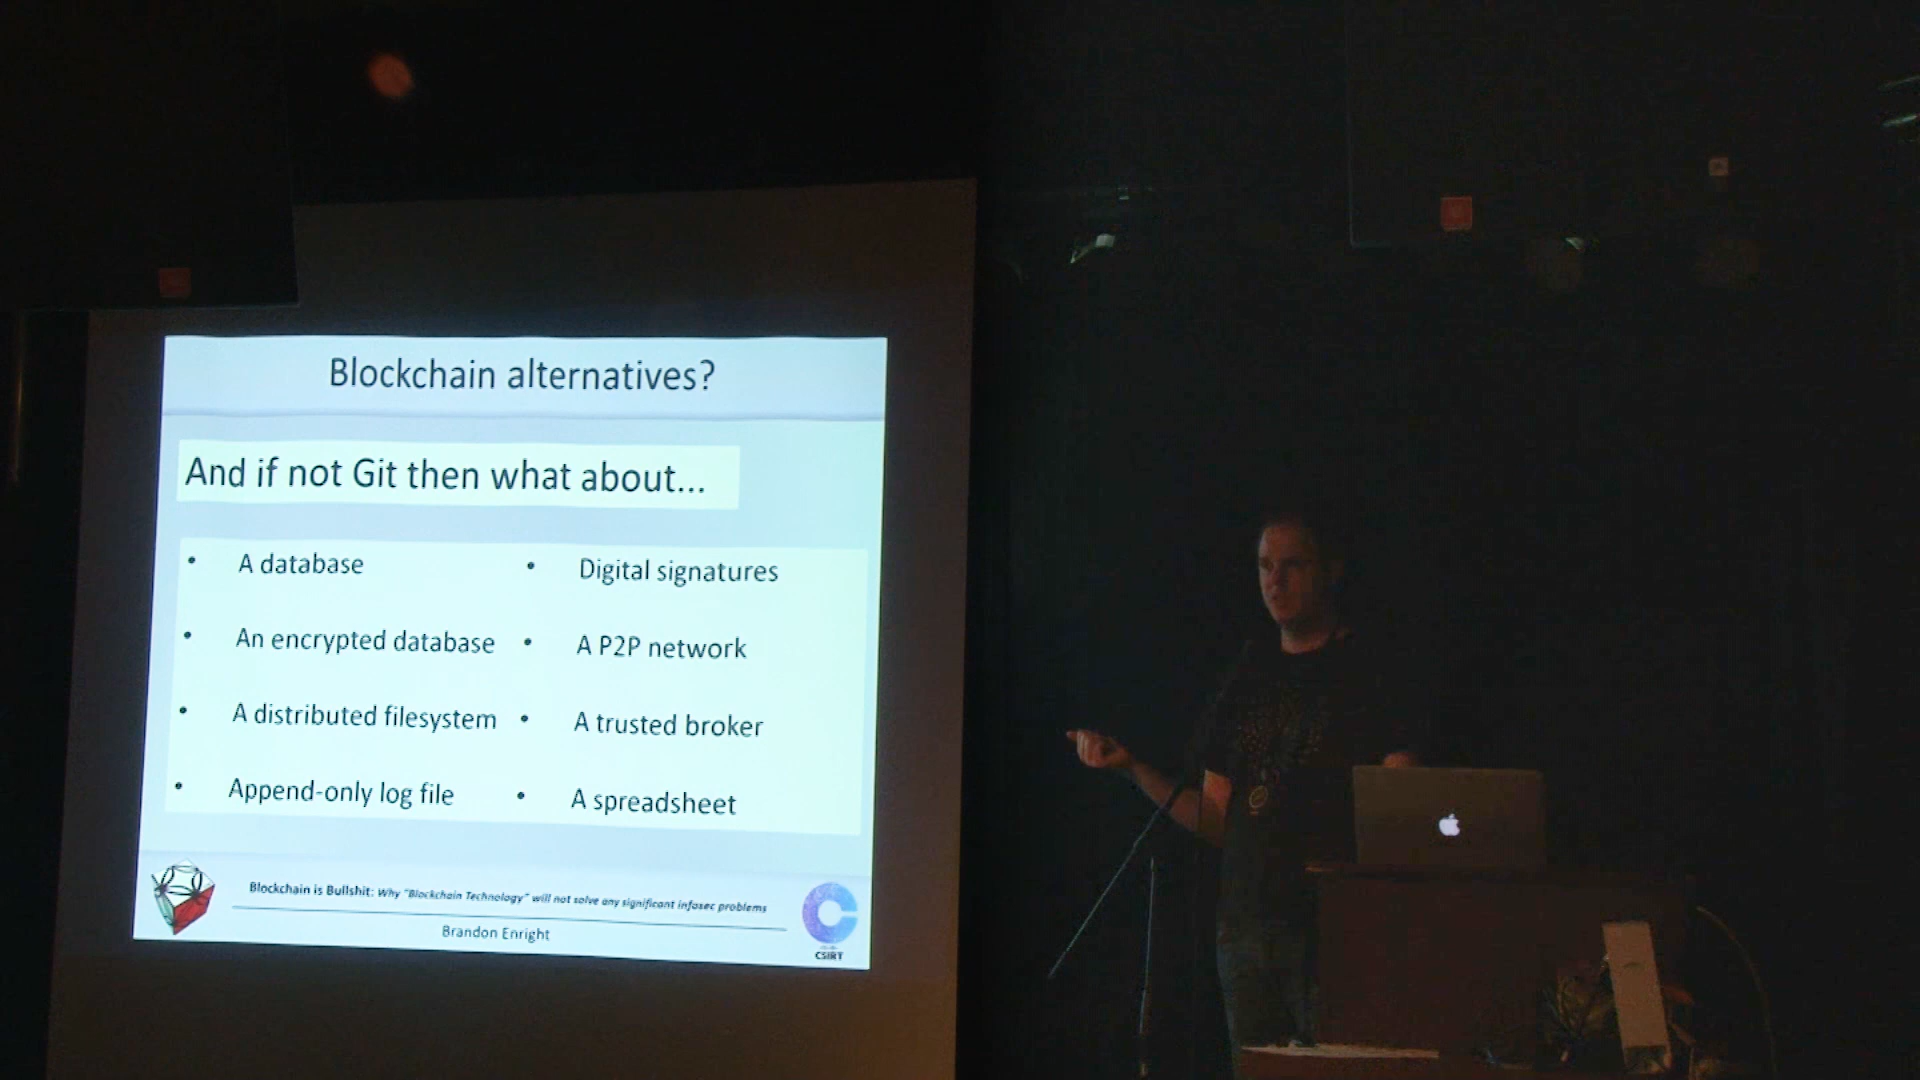 Blockchain alternatives?
And if not Git then what about...
• A database
• An encrypted database
• A distributed filesystem
• Append-only log file
• Digital signatures
• A P2P network
• A trusted broker
• A spreadsheet
Blockchain is Bullshit: Why "Blockchain Technology" will not solve any significant infosec problems
Brandon Enright
CSIRT